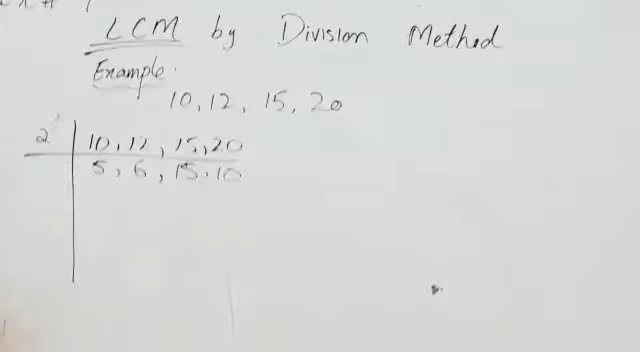 LCM by Division Method
Example.
10, 12, 15, 20
2 | 10, 12, 15, 20
5, 6, 15, 10